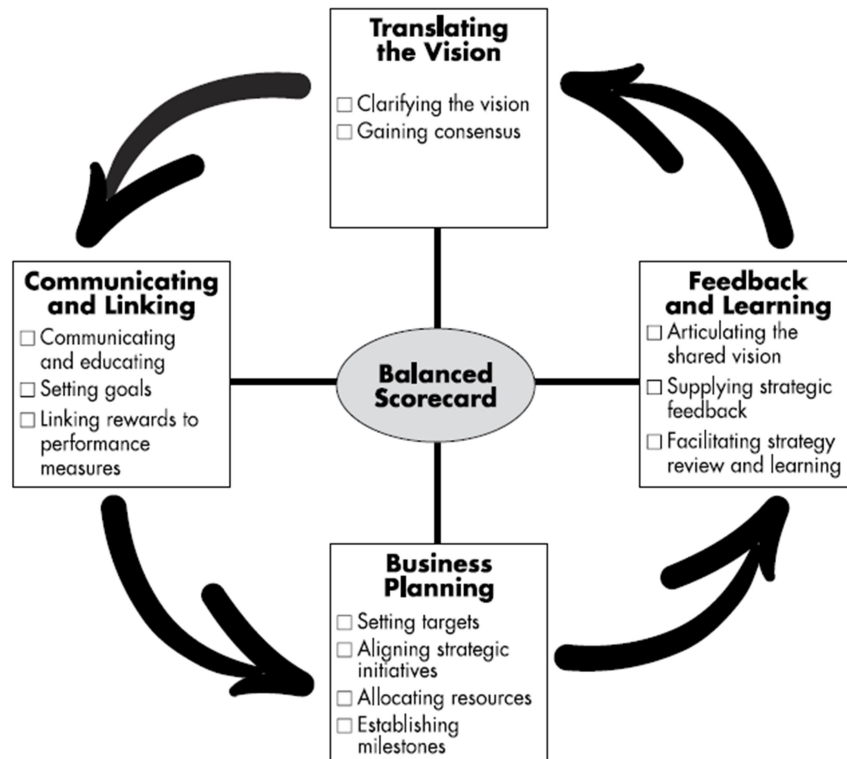 Translating
the Vision
Clarifying the vision
Gaining consensus
Communicating
and Linking
Communicating
and educating
Setting goals
Linking rewards to
performance
measures
Balanced
Scorecard
Feedback
and Learning
Articulating the
shared vision
Supplying strategic
feedback
Facilitating strategy
review and learning
Business
Planning
Setting targets
Aligning strategic
initiatives
Allocating resources
Establishing
milestones